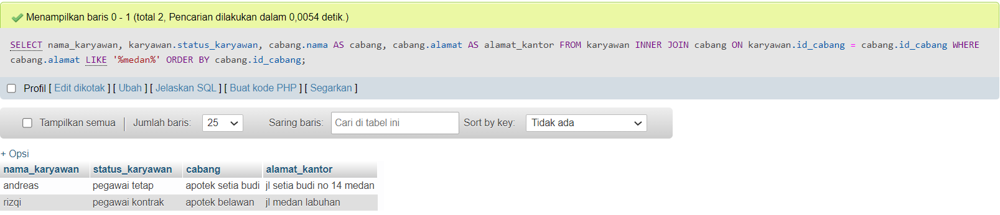 Menampilkan baris 0 - 1 (total 2, Pencarian dilakukan dalam 0,0054 detik.)
SELECT nama_karyawan, karyawan.status_karyawan, cabang.nama AS cabang, cabang.alamat AS alamat_kantor FROM karyawan INNER JOIN cabang ON karyawan.id_cabang = cabang.id_cabang WHERE
cabang.alamat LIKE '%medan%' ORDER BY cabang.id_cabang;
Profil [ Edit dikotak ] [ Ubah ] [ Jelaskan SQL ] [ Buat kode PHP ] [ Segarkan ]
Tampilkan semua | Jumlah baris: 25 Saring baris: Cari di tabel ini Sort by key: Tidak ada
+ Opsi
nama_karyawan status_karyawan cabang alamat_kantor
andreas pegawai tetap apotek setia budi jl setia budi no 14 medan
rizqi pegawai kontrak apotek belawan jl medan labuhan